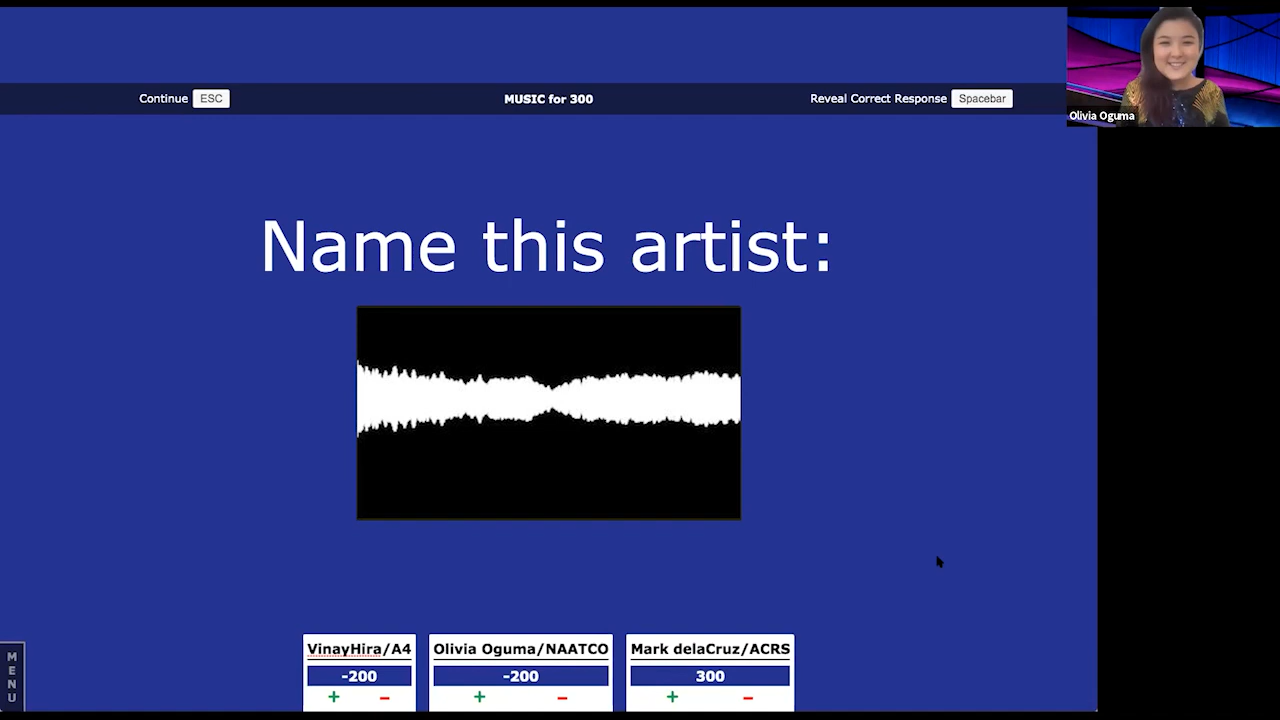 Continue ESC
MUSIC for 300
Reveal Correct Response Spacebar
Olivia Oguma
Name this artist:
MENU
VinayHira/A4
-200
+ −
Olivia Oguma/NAATCO
-200
+ −
Mark delaCruz/ACRS
300
+ −